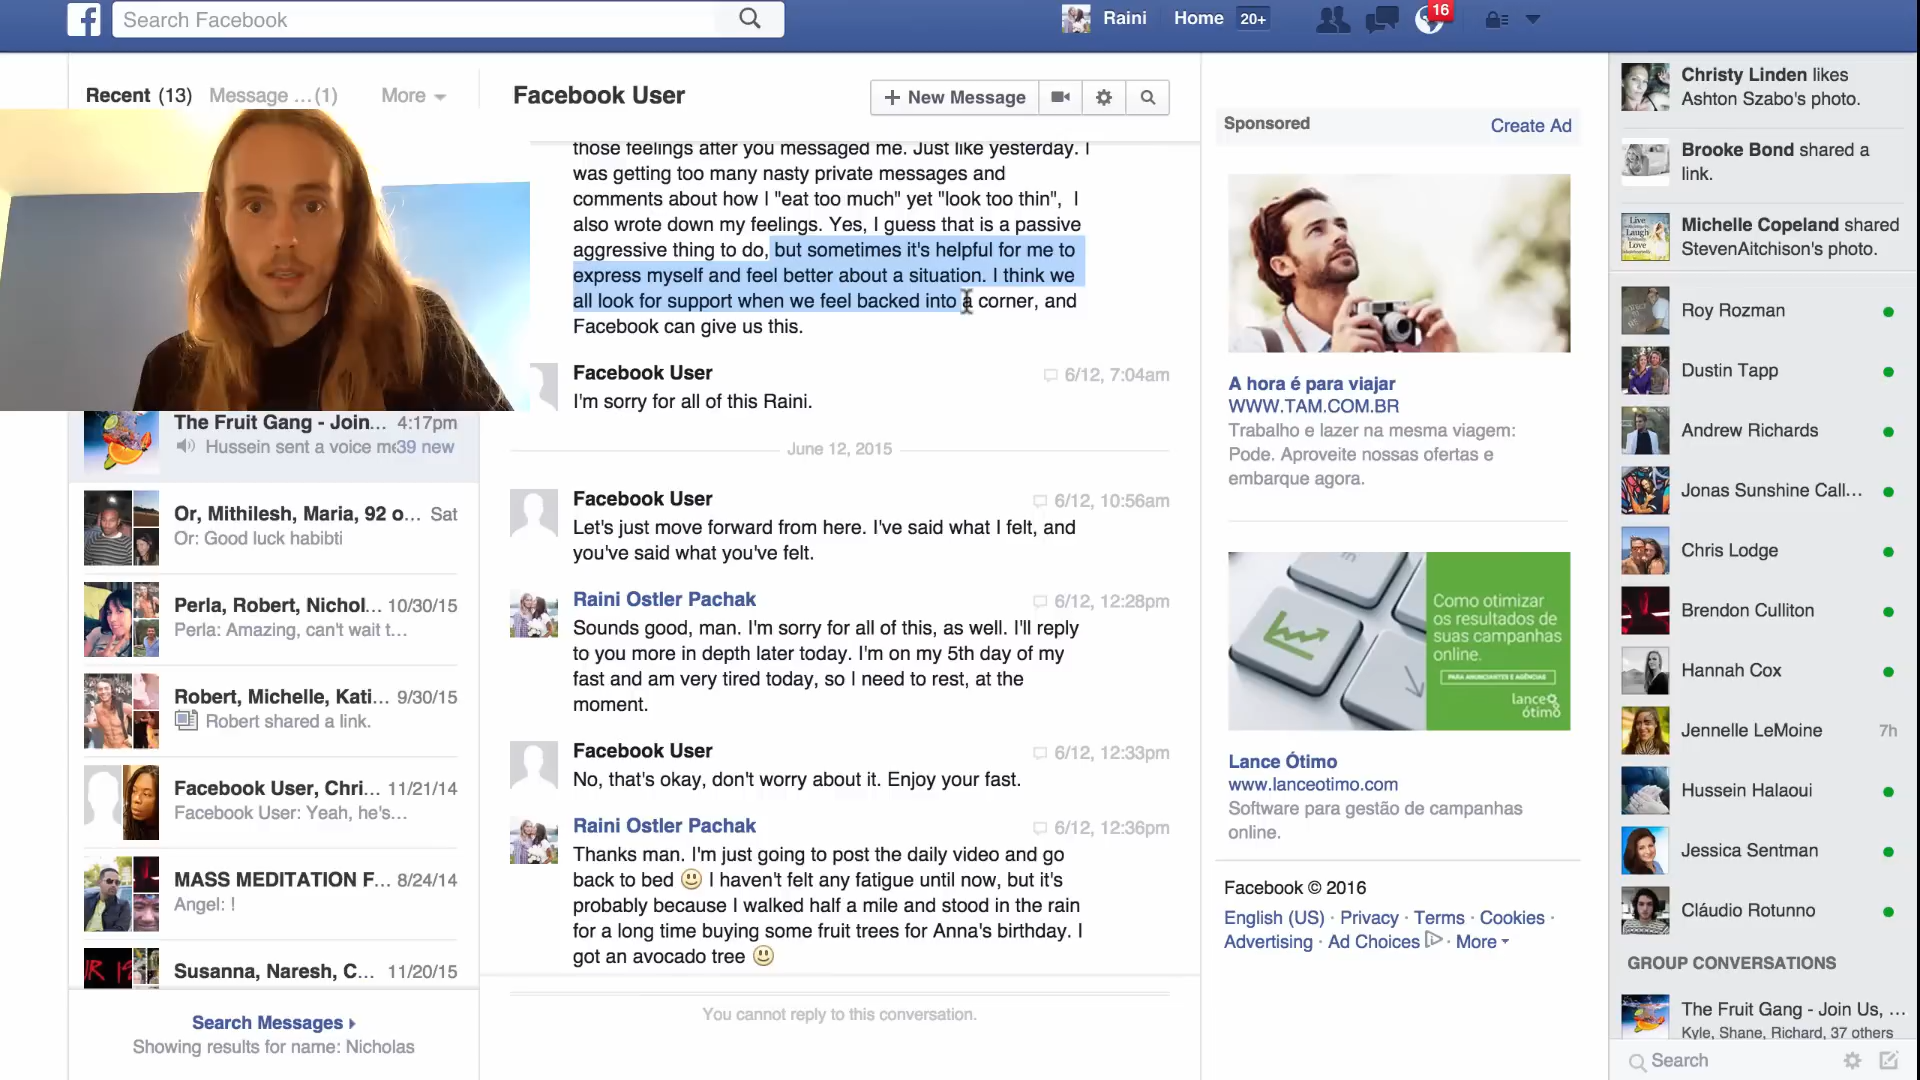 Search Facebook
Raini
Home
20+
16
Recent (13)
Message ... (1)
More
The Fruit Gang - Join... 4:17pm
Hussein sent a voice me 39 new
Or, Mithilesh, Maria, 92 o... Sat
Or: Good luck habibti
Perla, Robert, Nichol... 10/30/15
Perla: Amazing, can't wait t...
Robert, Michelle, Kati... 9/30/15
Robert shared a link.
Facebook User, Chri... 11/21/14
Facebook User: Yeah, he's...
MASS MEDITATION F... 8/24/14
Angel: !
Susanna, Naresh, C... 11/20/15
Search Messages
Showing results for name: Nicholas
Facebook User
+ New Message
those feelings after you messaged me. Just like yesterday. I
was getting too many nasty private messages and
comments about how I "eat too much" yet "look too thin", I
also wrote down my feelings. Yes, I guess that is a passive
aggressive thing to do, but sometimes it's helpful for me to
express myself and feel better about a situation. I think we
all look for support when we feel backed into a corner, and
Facebook can give us this.
Facebook User 6/12, 7:04am
I'm sorry for all of this Raini.
June 12, 2015
Facebook User 6/12, 10:56am
Let's just move forward from here. I've said what I felt, and
you've said what you've felt.
Raini Ostler Pachak 6/12, 12:28pm
Sounds good, man. I'm sorry for all of this, as well. I'll reply
to you more in depth later today. I'm on my 5th day of my
fast and am very tired today, so I need to rest, at the
moment.
Facebook User 6/12, 12:33pm
No, that's okay, don't worry about it. Enjoy your fast.
Raini Ostler Pachak 6/12, 12:36pm
Thanks man. I'm just going to post the daily video and go
back to bed 🙂 I haven't felt any fatigue until now, but it's
probably because I walked half a mile and stood in the rain
for a long time buying some fruit trees for Anna's birthday. I
got an avocado tree 🙂
You cannot reply to this conversation.
Sponsored
Create Ad
A hora é para viajar
WWW.TAM.COM.BR
Trabalho e lazer na mesma viagem:
Pode. Aproveite nossas ofertas e
embarque agora.
Como otimizar
os resultados de
suas campanhas
online.
PARA ANUNCIANTES E AGÊNCIAS
lance
ótimo
Lance Ótimo
www.lanceotimo.com
Software para gestão de campanhas
online.
Facebook © 2016
English (US) · Privacy · Terms · Cookies ·
Advertising · Ad Choices · More
Christy Linden likes
Ashton Szabo's photo.
Brooke Bond shared a
link.
Michelle Copeland shared
StevenAitchison's photo.
Roy Rozman
Dustin Tapp
Andrew Richards
Jonas Sunshine Call...
Chris Lodge
Brendon Culliton
Hannah Cox
Jennelle LeMoine 7h
Hussein Halaoui
Jessica Sentman
Cláudio Rotunno
GROUP CONVERSATIONS
The Fruit Gang - Join Us, ...
Kyle, Shane, Richard, 37 others
Search